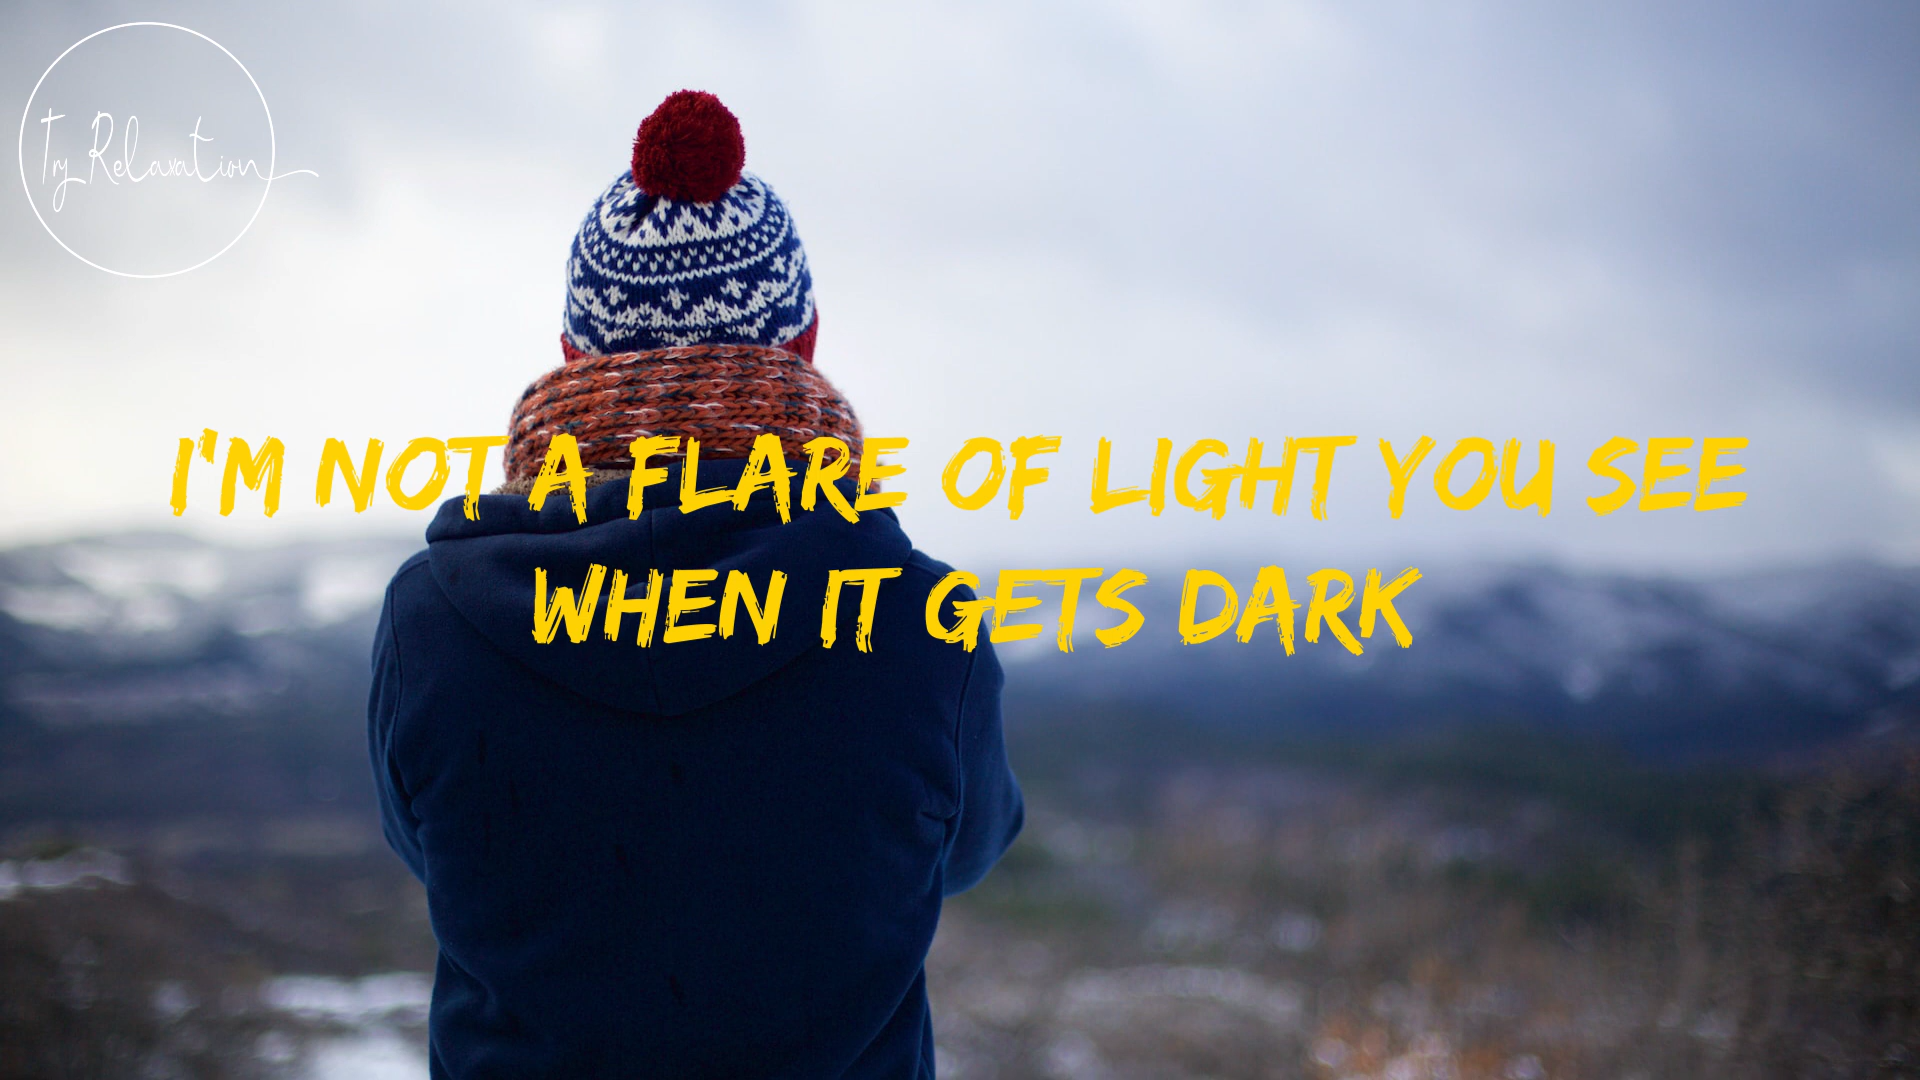 Try Relaxation
I'M NOT A FLARE OF LIGHT YOU SEE
WHEN IT GETS DARK